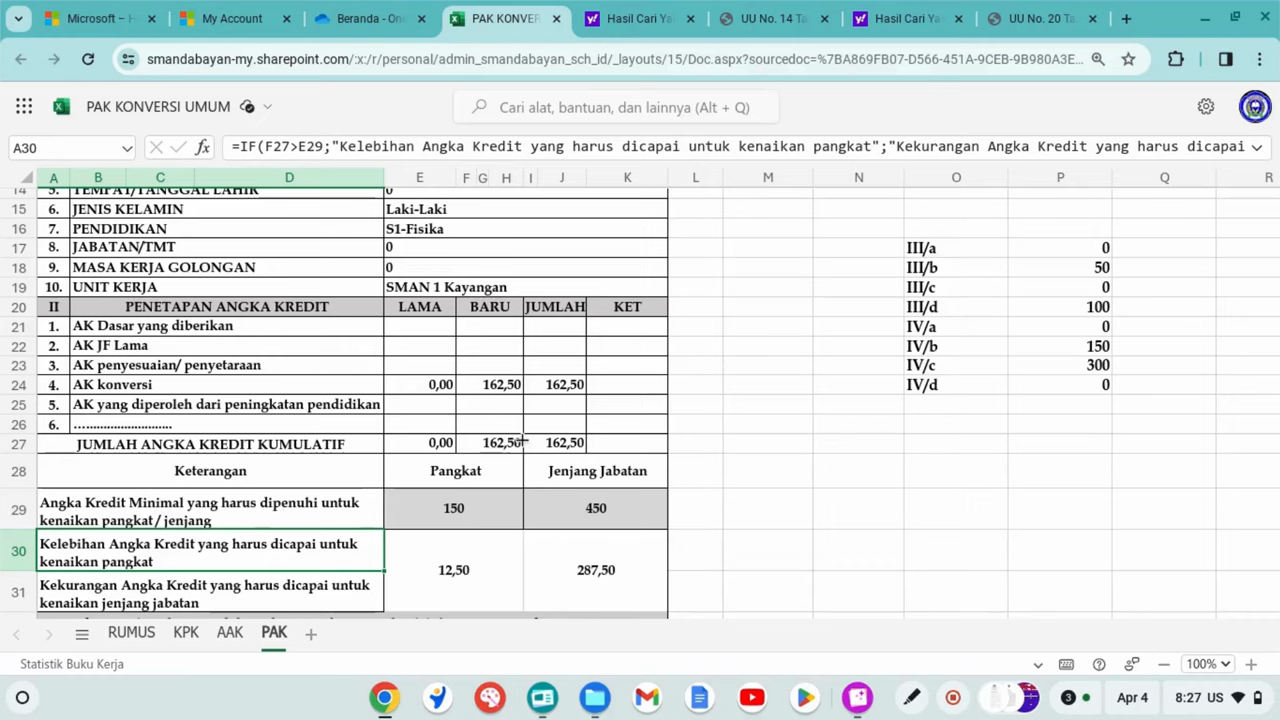 Microsoft – H
My Account
Beranda - One
PAK KONVER
Hasil Cari Yah
UU No. 14 Ta
Hasil Cari Yah
UU No. 20 Ta
smandabayan-my.sharepoint.com/:x:/r/personal/admin_smandabayan_sch_id/_layouts/15/Doc.aspx?sourcedoc=%7BA869FB07-D566-451A-9CEB-9B980A3E...
PAK KONVERSI UMUM
Cari alat, bantuan, dan lainnya (Alt + Q)
A30
fx
=IF(F27>E29;"Kelebihan Angka Kredit yang harus dicapai untuk kenaikan pangkat";"Kekurangan Angka Kredit yang harus dicapai
A B C D E F G H I J K L M N O P Q R
14 5. TEMPAT/TANGGAL LAHIR 0
15 6. JENIS KELAMIN Laki-Laki
16 7. PENDIDIKAN S1-Fisika
17 8. JABATAN/TMT 0 III/a 0
18 9. MASA KERJA GOLONGAN 0 III/b 50
19 10. UNIT KERJA SMAN 1 Kayangan III/c 0
20 II PENETAPAN ANGKA KREDIT LAMA BARU JUMLAH KET III/d 100
21 1. AK Dasar yang diberikan IV/a 0
22 2. AK JF Lama IV/b 150
23 3. AK penyesuaian/ penyetaraan IV/c 300
24 4. AK konversi 0,00 162,50 162,50 IV/d 0
25 5. AK yang diperoleh dari peningkatan pendidikan
26 6. ............................
27 JUMLAH ANGKA KREDIT KUMULATIF 0,00 162,50 162,50
28 Keterangan Pangkat Jenjang Jabatan
29 Angka Kredit Minimal yang harus dipenuhi untuk
kenaikan pangkat / jenjang 150 450
30 Kelebihan Angka Kredit yang harus dicapai untuk
kenaikan pangkat 12,50 287,50
31 Kekurangan Angka Kredit yang harus dicapai untuk
kenaikan jenjang jabatan
RUMUS KPK AAK PAK
Statistik Buku Kerja
100%
3
Apr 4
8:27 US